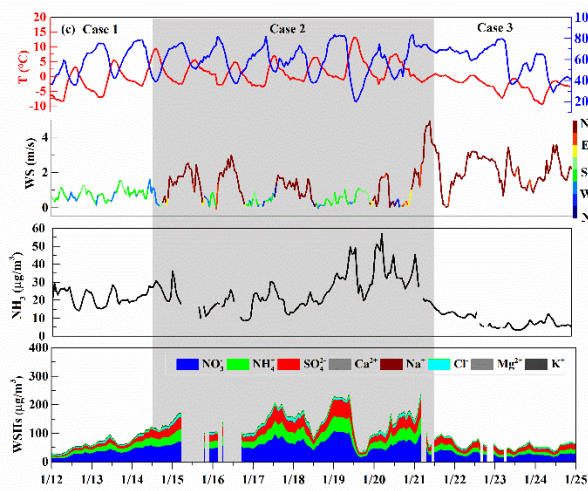 (c) Case 1 Case 2 Case 3
T (°C)
20
15
10
5
0
-5
-10
100
80
60
40
20
WS (m/s)
4
2
0
N
E
S
W
N
NH₃ (μg/m³)
60
50
40
30
20
10
0
WSIIs (μg/m³)
400
300
200
100
0
NO₃⁻ NH₄⁺ SO₄²⁻ Ca²⁺ Na⁺ Cl⁻ Mg²⁺ K⁺
1/12 1/13 1/14 1/15 1/16 1/17 1/18 1/19 1/20 1/21 1/22 1/23 1/24 1/25